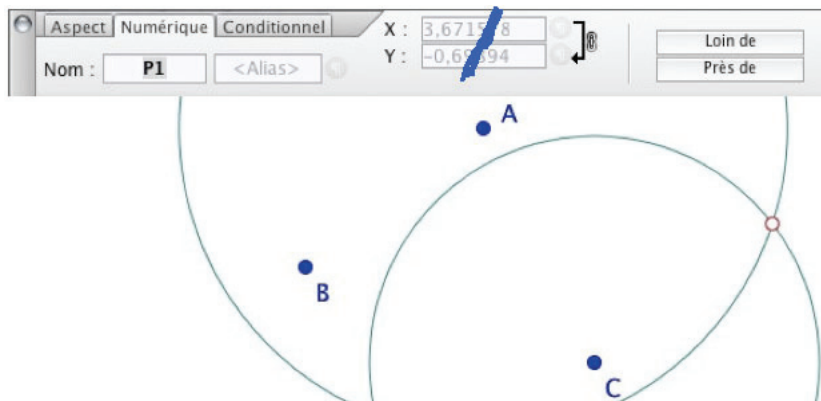 Aspect Numérique Conditionnel
Nom : P1 <Alias>
X :
Y :
Loin de
Près de
A
B
C